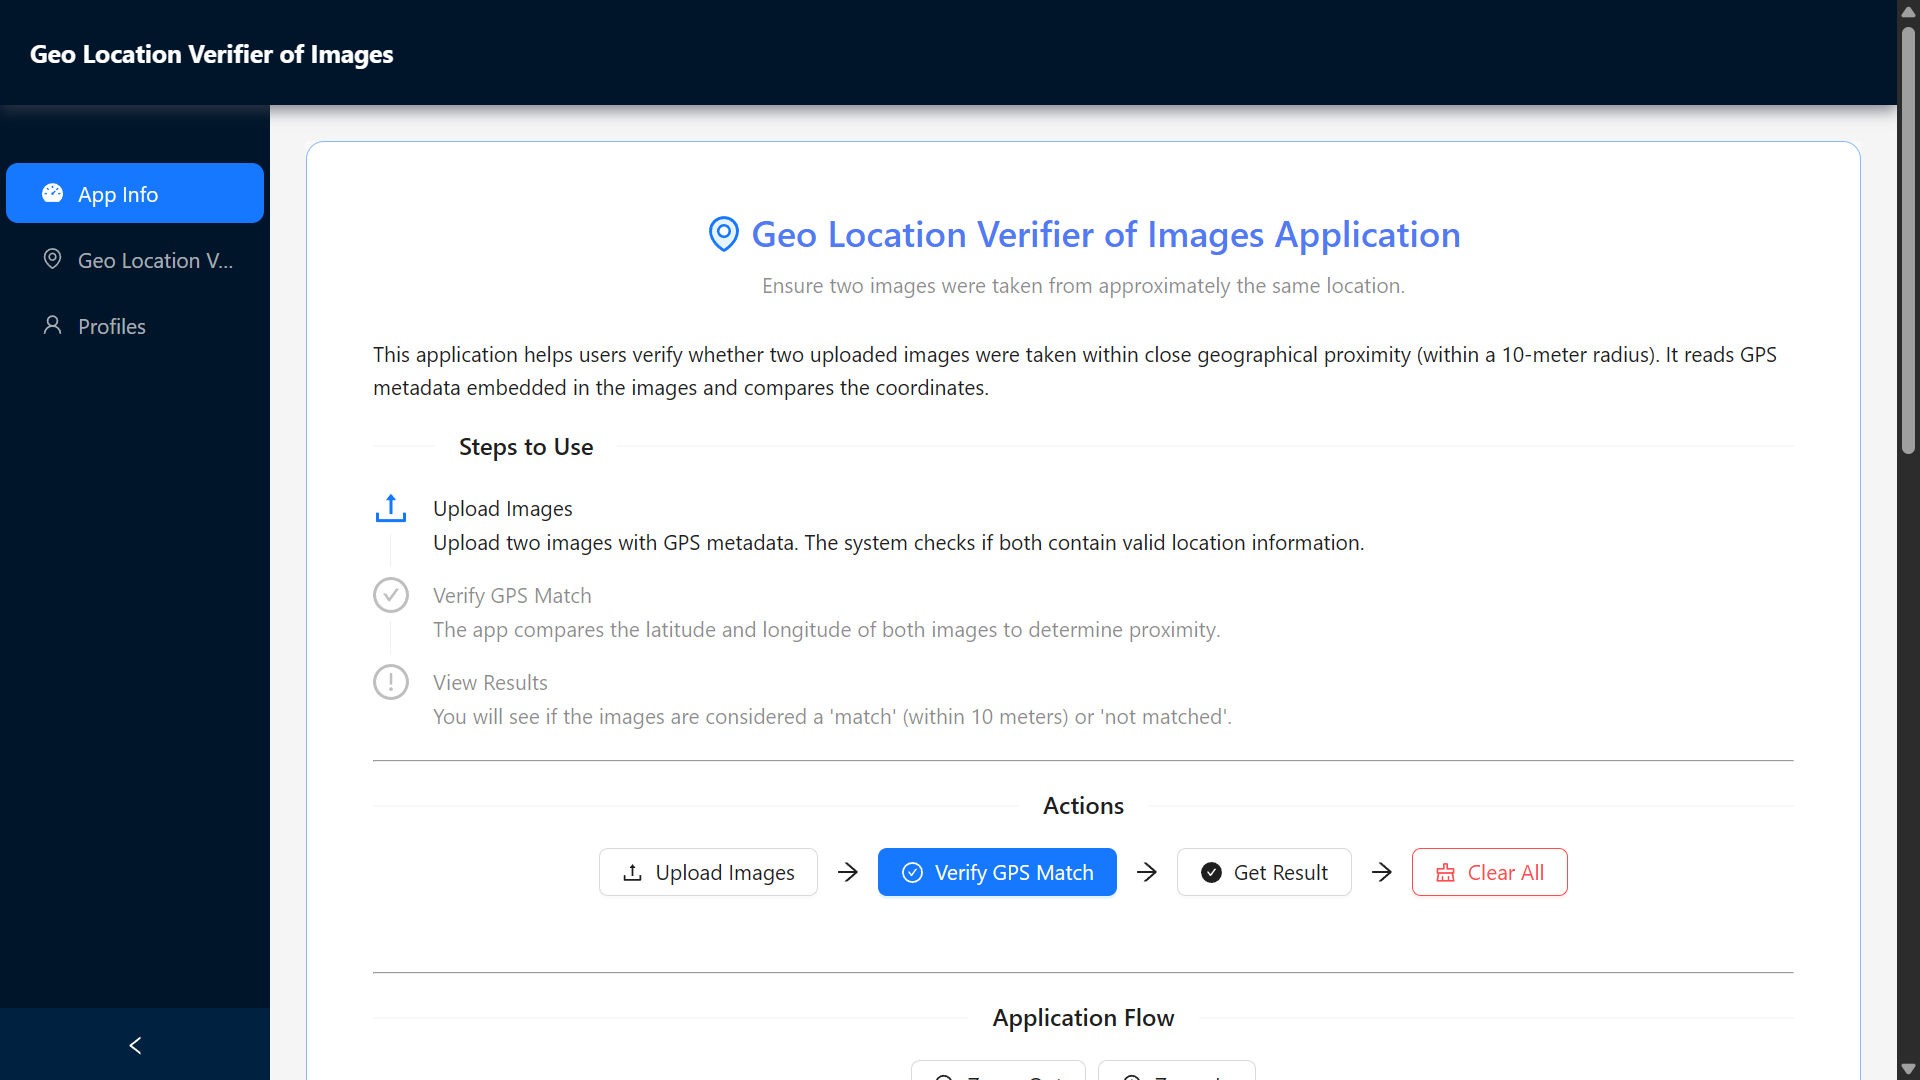 Geo Location Verifier of Images
App Info
Geo Location V...
Profiles
Geo Location Verifier of Images Application
Ensure two images were taken from approximately the same location.
This application helps users verify whether two uploaded images were taken within close geographical proximity (within a 10-meter radius). It reads GPS
metadata embedded in the images and compares the coordinates.
Steps to Use
Upload Images
Upload two images with GPS metadata. The system checks if both contain valid location information.
Verify GPS Match
The app compares the latitude and longitude of both images to determine proximity.
View Results
You will see if the images are considered a 'match' (within 10 meters) or 'not matched'.
Actions
Upload Images
Verify GPS Match
Get Result
Clear All
Application Flow